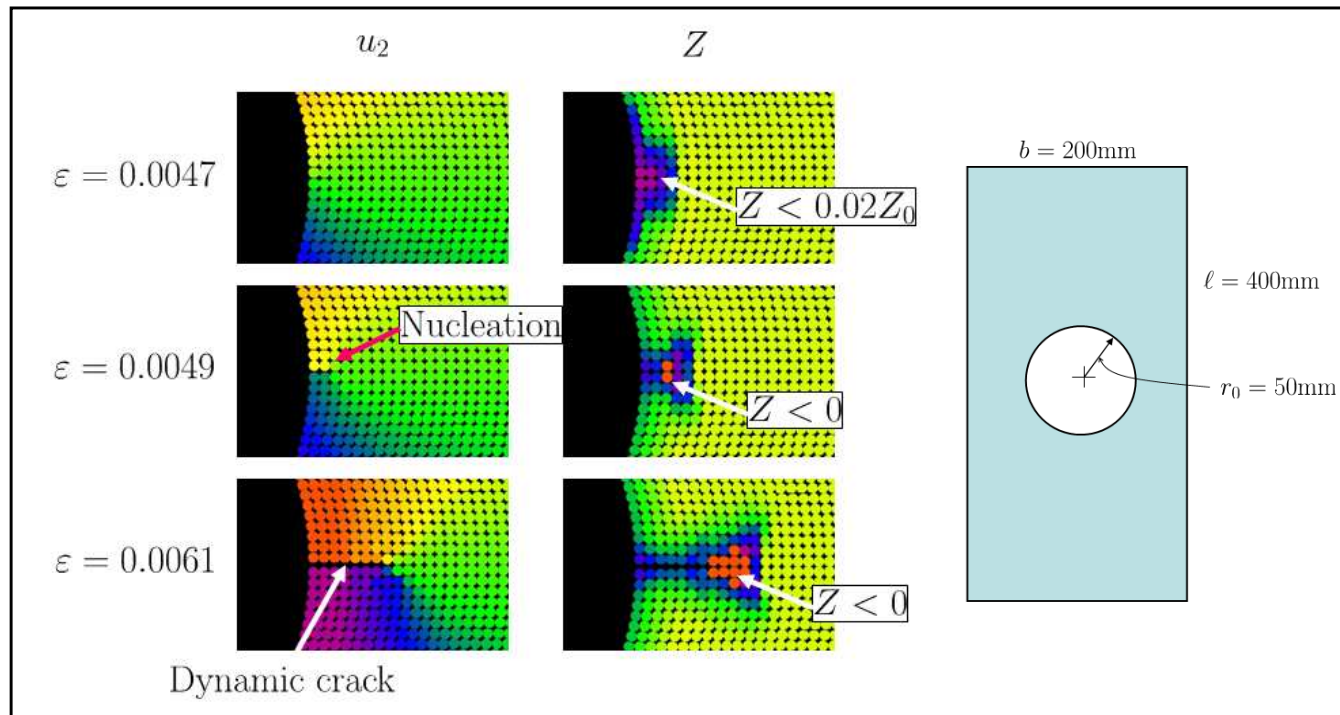 u₂
Z
ε = 0.0047
Z < 0.02Z₀
ε = 0.0049
Nucleation
Z < 0
ε = 0.0061
Z < 0
Dynamic crack
b = 200mm
ℓ = 400mm
r₀ = 50mm